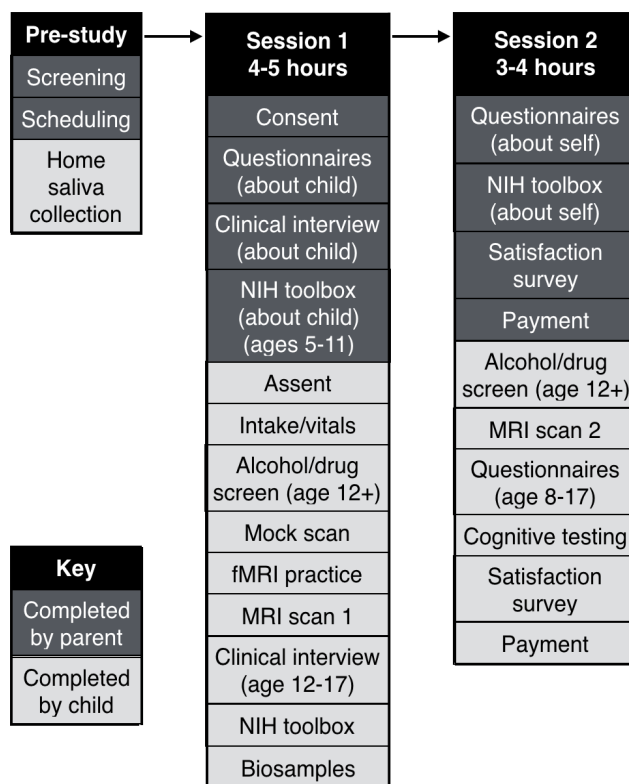 Pre-study
Screening
Scheduling
Home
saliva
collection
Session 1
4-5 hours
Consent
Questionnaires
(about child)
Clinical interview
(about child)
NIH toolbox
(about child)
(ages 5-11)
Assent
Intake/vitals
Alcohol/drug
screen (age 12+)
Mock scan
fMRI practice
MRI scan 1
Clinical interview
(age 12-17)
NIH toolbox
Biosamples
Session 2
3-4 hours
Questionnaires
(about self)
NIH toolbox
(about self)
Satisfaction
survey
Payment
Alcohol/drug
screen (age 12+)
MRI scan 2
Questionnaires
(age 8-17)
Cognitive testing
Satisfaction
survey
Payment
Key
Completed
by parent
Completed
by child